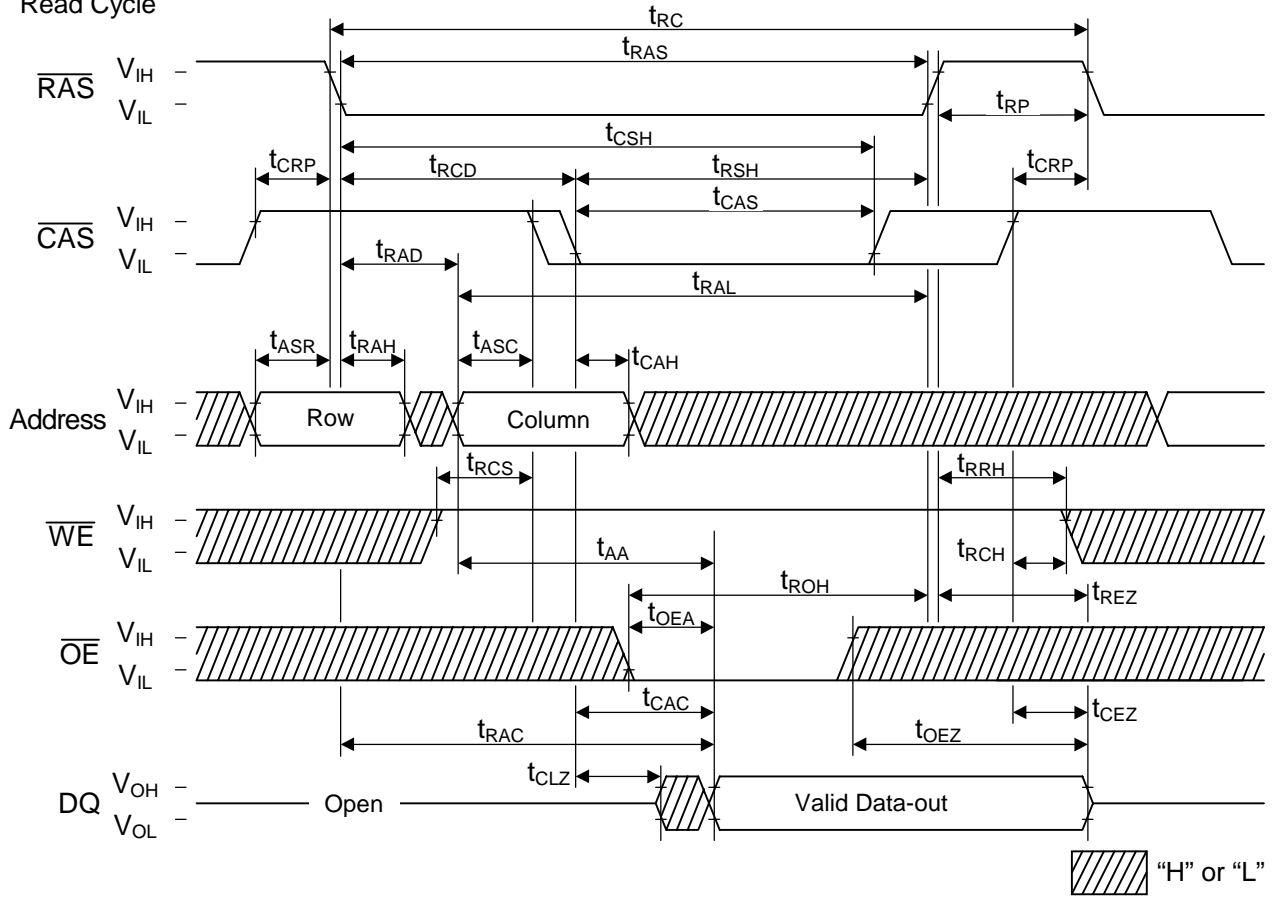 Read Cycle
tRC
tRAS
RAS
VIH
VIL
tRP
tCSH
tCRP
tRCD
tRSH
tCRP
tCAS
CAS
VIH
VIL
tRAD
tRAL
tASR
tRAH
tASC
tCAH
Address
VIH
VIL
Row
Column
tRCS
tRRH
WE
VIH
VIL
tAA
tRCH
tROH
tREZ
tOEA
OE
VIH
VIL
tCAC
tCEZ
tRAC
tOEZ
tCLZ
DQ
VOH
VOL
Open
Valid Data-out
“H” or “L”